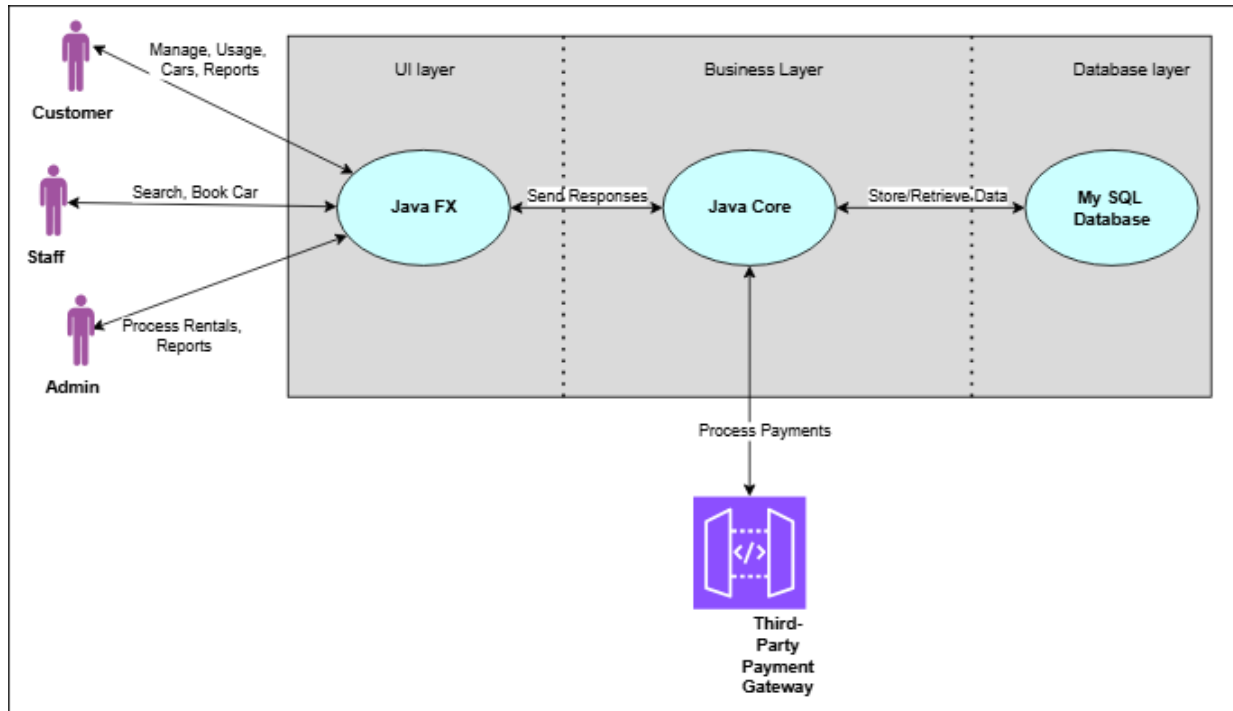 Manage, Usage,
Cars, Reports
UI layer
Business Layer
Database layer
Customer
Search, Book Car
Java FX
Send Responses
Java Core
Store/Retrieve Data
My SQL
Database
Staff
Process Rentals,
Reports
Admin
Process Payments
Third-
Party
Payment
Gateway